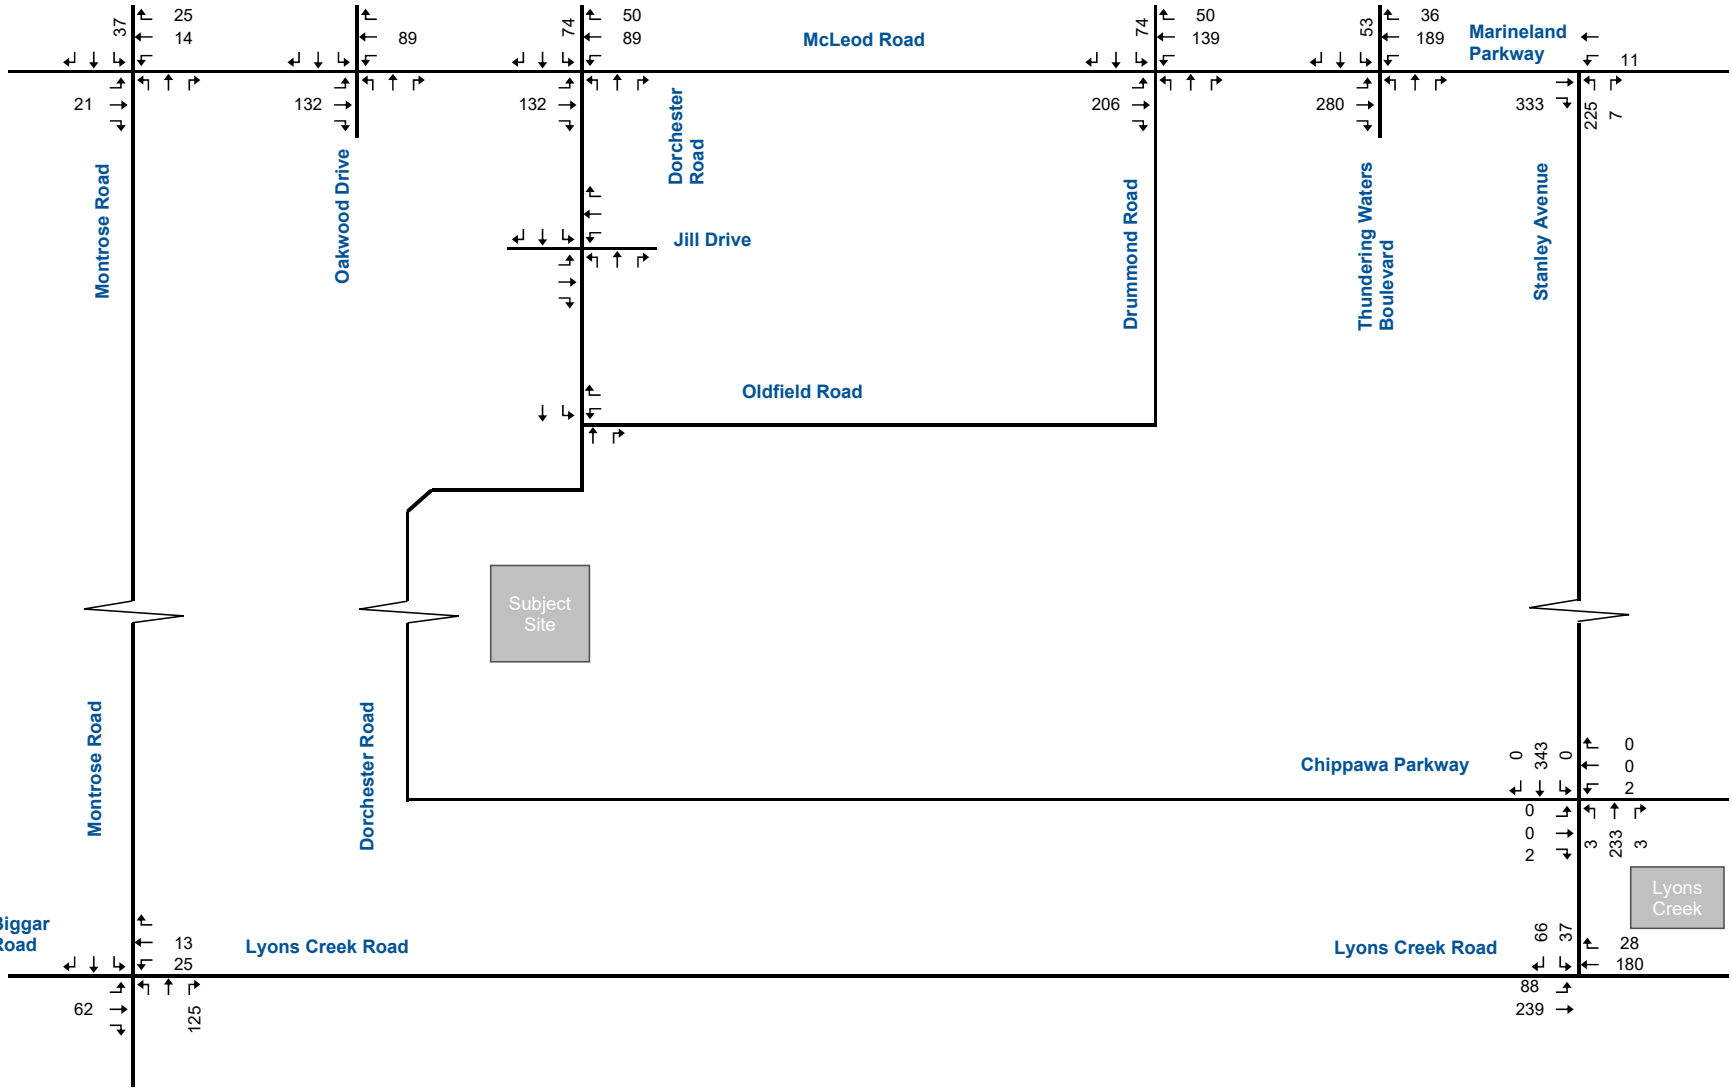 37
25
14
89
74
50
89
McLeod Road
74
50
139
53
36
189
Marineland
Parkway
11
21
132
132
206
280
333
225
7
Montrose Road
Oakwood Drive
Dorchester
Road
Drummond Road
Thundering Waters
Boulevard
Stanley Avenue
Jill Drive
Oldfield Road
Subject
Site
Montrose Road
Dorchester Road
Chippawa Parkway
0
343
0
0
0
2
0
0
2
3
233
3
Lyons
Creek
Biggar
Road
13
25
Lyons Creek Road
Lyons Creek Road
66
37
28
180
62
125
88
239